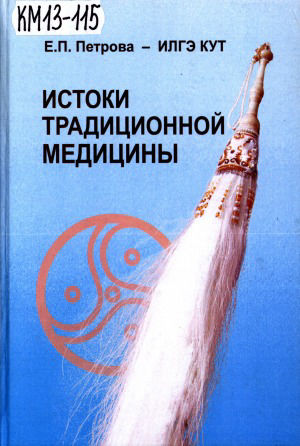 КМ13-115
Е.П. Петрова – ИЛГЭ КУТ
ИСТОКИ
ТРАДИЦИОННОЙ
МЕДИЦИНЫ